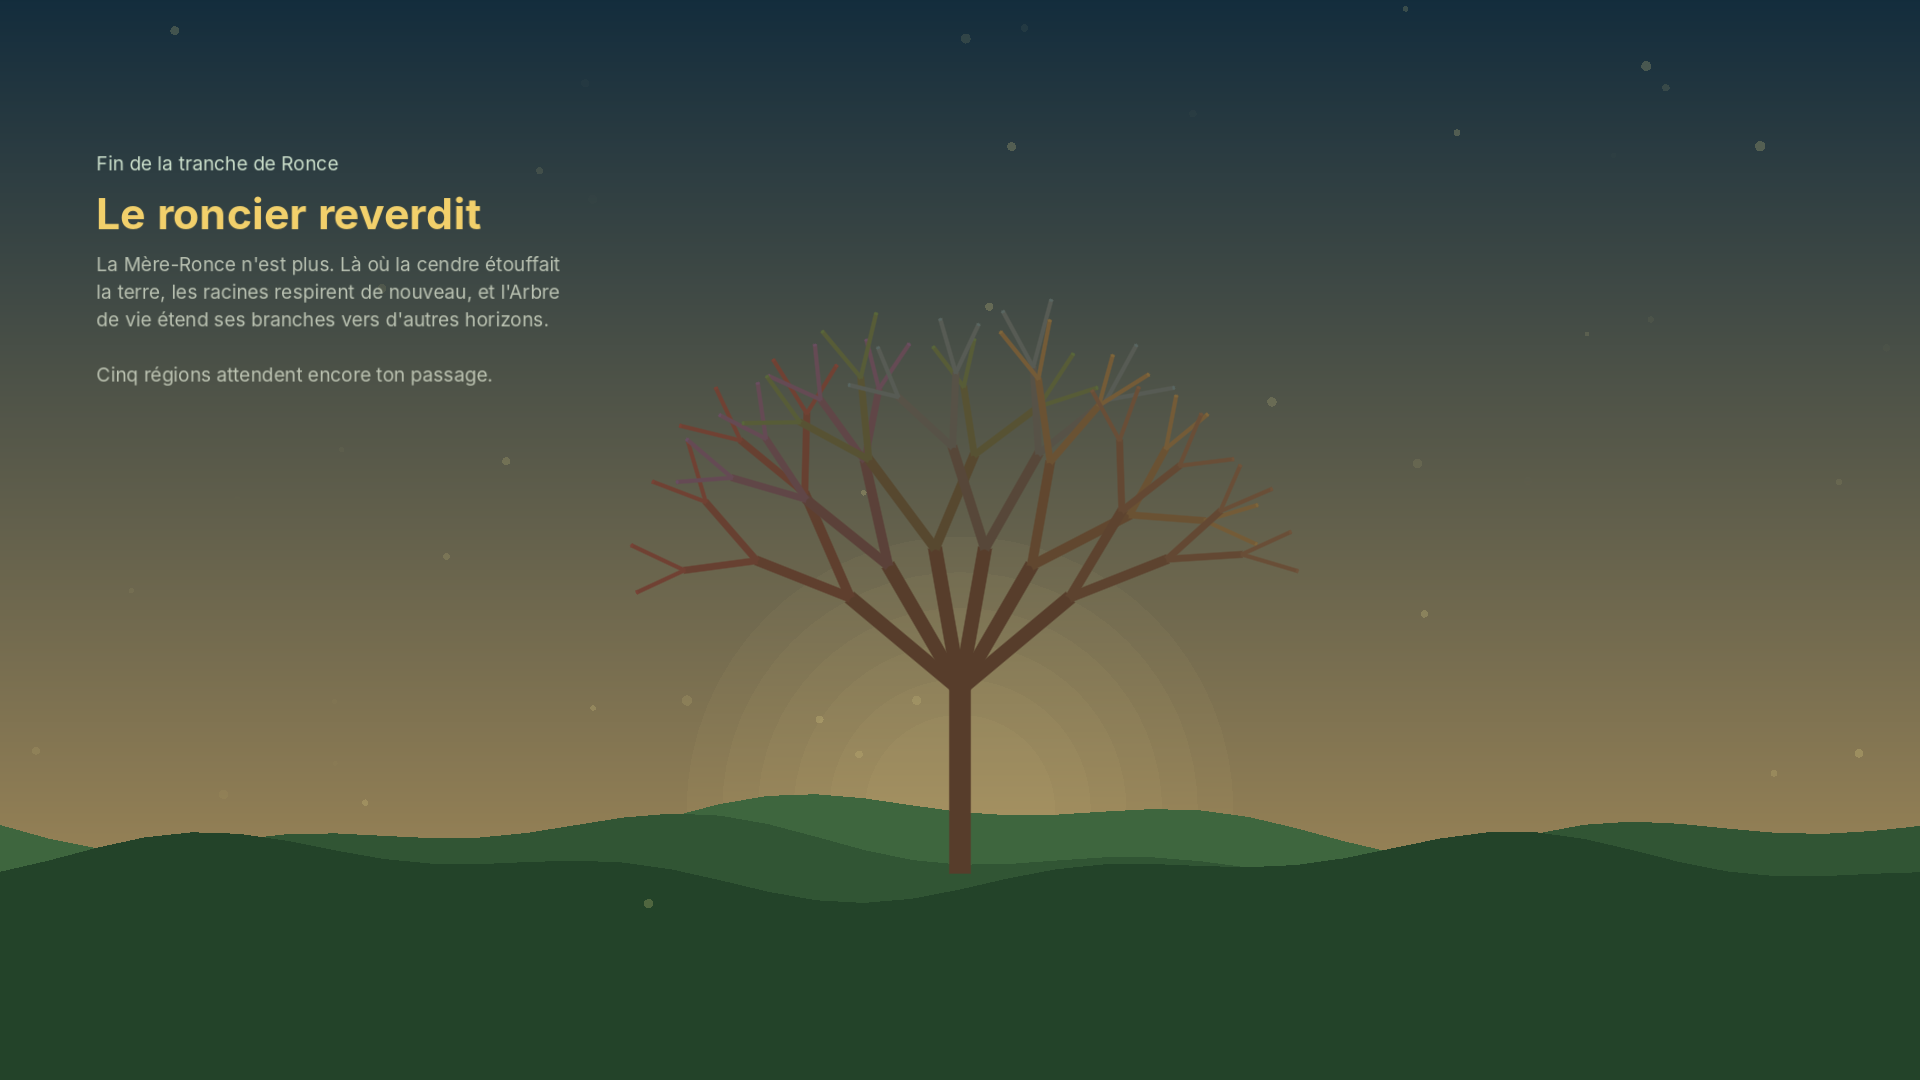 Fin de la tranche de Ronce
Le roncier reverdit
La Mère-Ronce n'est plus. Là où la cendre étouffait
la terre, les racines respirent de nouveau, et l'Arbre
de vie étend ses branches vers d'autres horizons.
Cinq régions attendent encore ton passage.